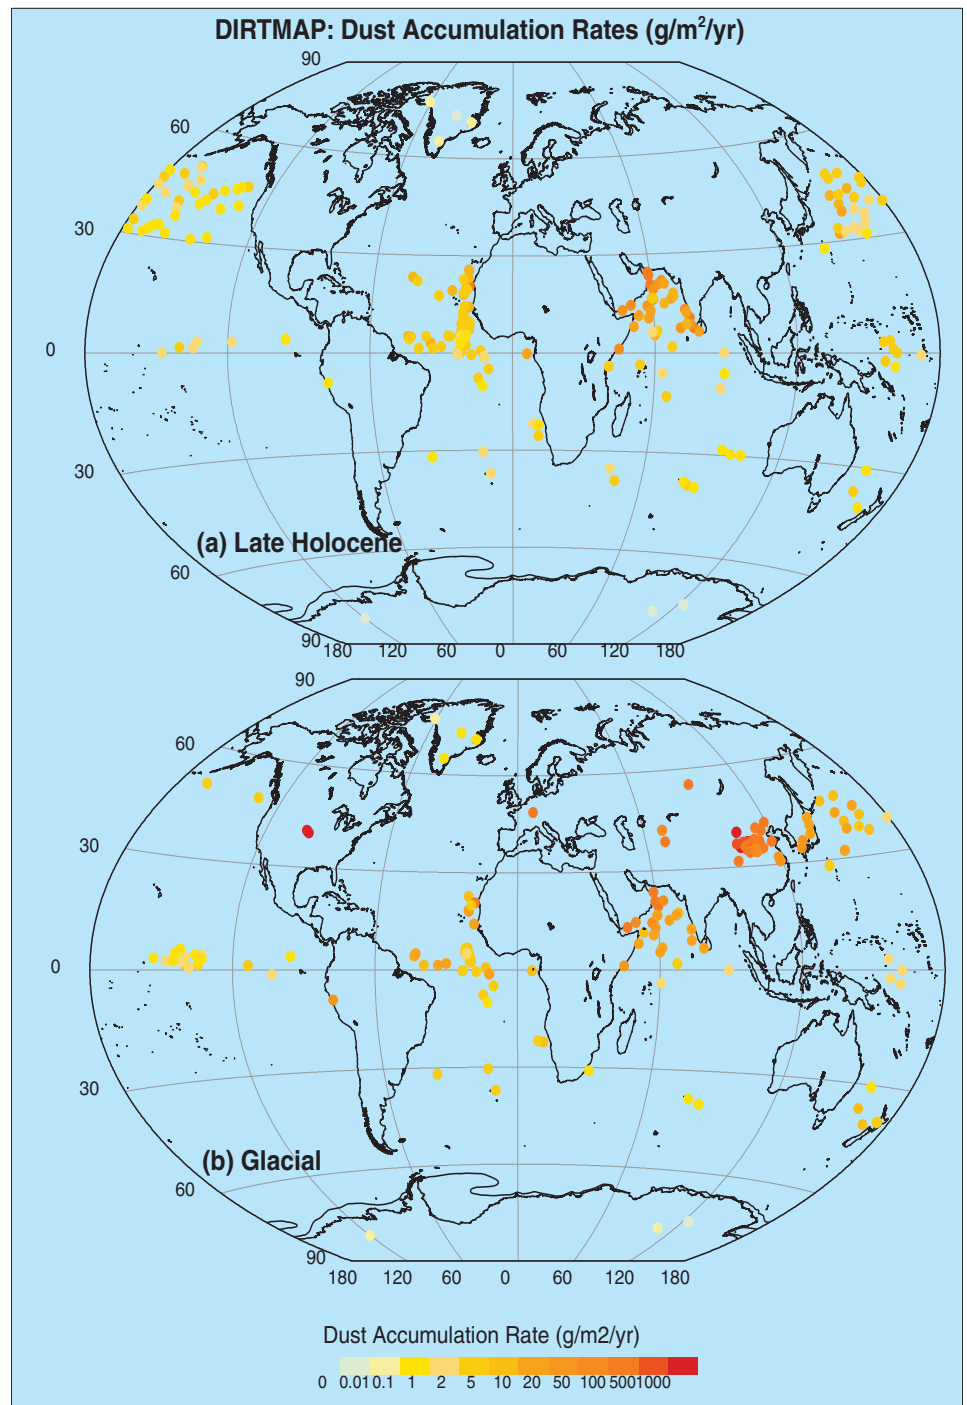 DIRTMAP: Dust Accumulation Rates (g/m²/yr)
90
60
30
0
30
(a) Late Holocene
60
90 180 120 60 0 60 120 180
90
60
30
0
30
(b) Glacial
60
90
180 120 60 0 60 120 180
Dust Accumulation Rate (g/m2/yr)
0 0.01 0.1 1 2 5 10 20 50 100 500 1000